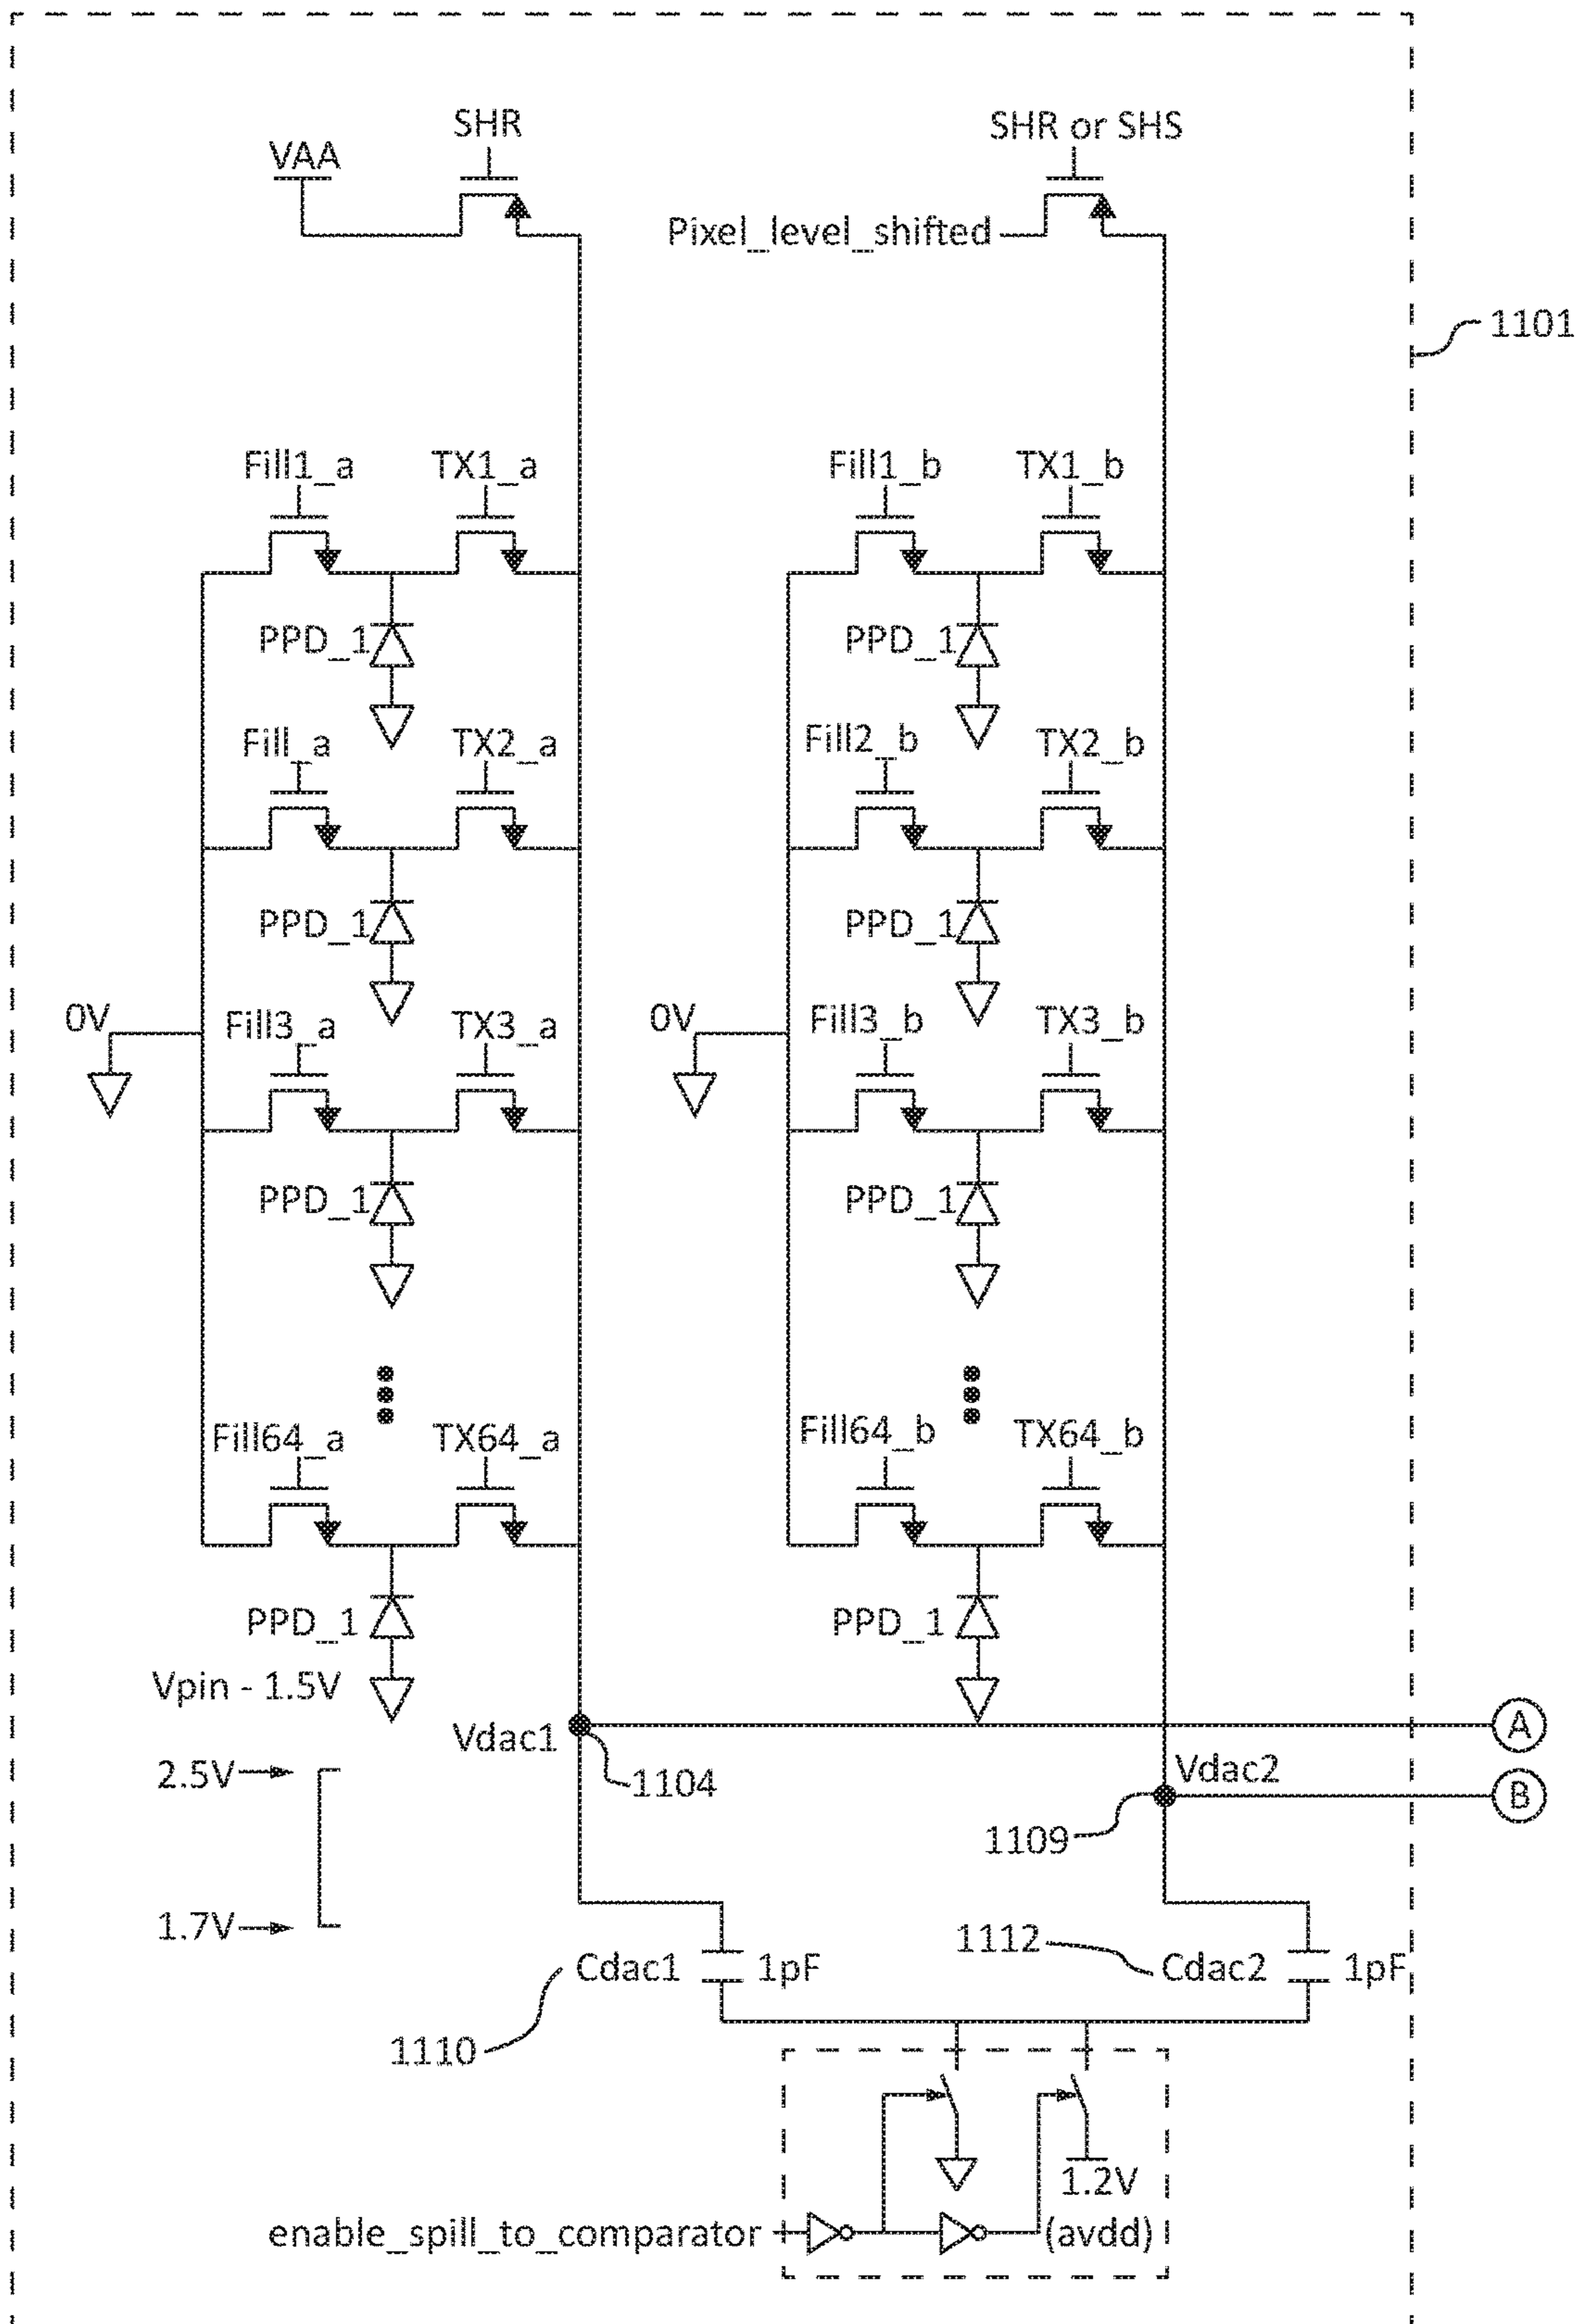 SHR
SHR or SHS
VAA
Pixel_level_shifted
1101
Fill1_a TX1_a
Fill1_b TX1_b
PPD_1
PPD_1
Fill_a TX2_a
Fill2_b TX2_b
PPD_1
PPD_1
0V
Fill3_a TX3_a
0V
Fill3_b TX3_b
PPD_1
PPD_1
Fill64_a TX64_a
Fill64_b TX64_b
PPD_1
PPD_1
Vpin - 1.5V
Vdac1
A
2.5V
1104
Vdac2
B
1109
1.7V
1112
Cdac1 1pF
Cdac2 1pF
1110
1.2V
enable_spill_to_comparator
(avdd)